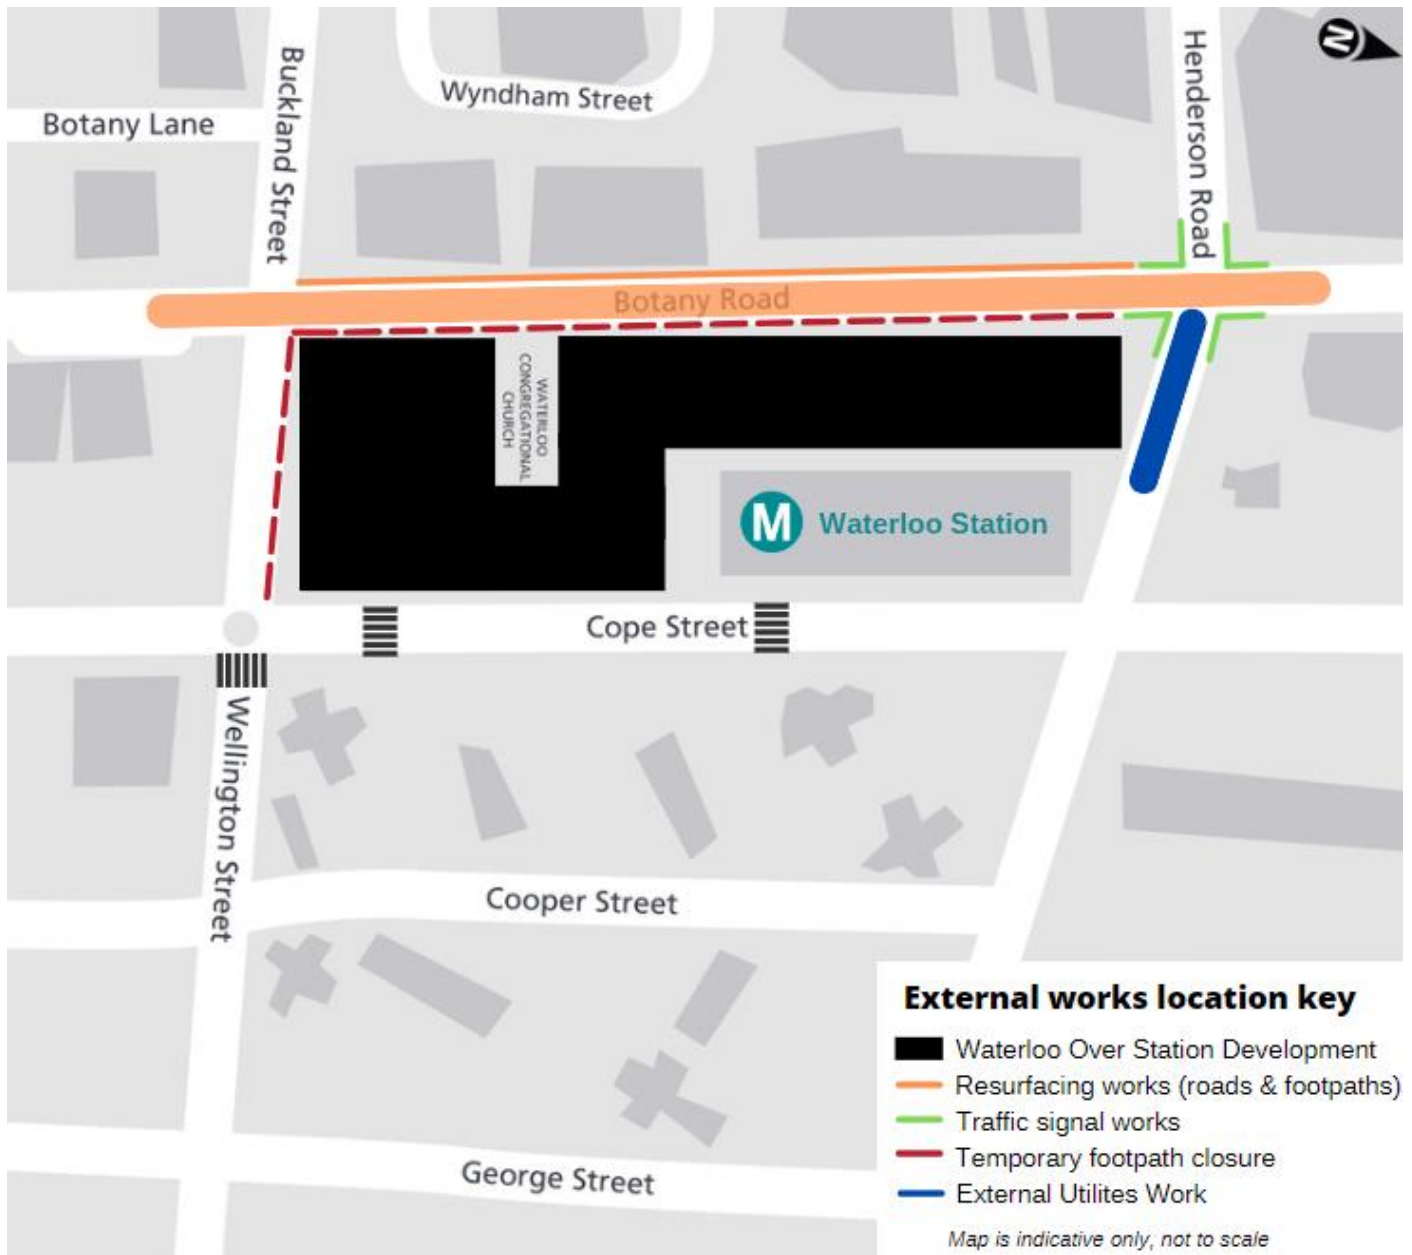 N
Buckland Street
Henderson Road
Wyndham Street
Botany Lane
Botany Road
WATERLOO
CONGREGATIONAL
CHURCH
M
Waterloo Station
Cope Street
Wellington Street
Cooper Street
George Street
External works location key
Waterloo Over Station Development
Resurfacing works (roads & footpaths)
Traffic signal works
Temporary footpath closure
External Utilites Work
Map is indicative only, not to scale